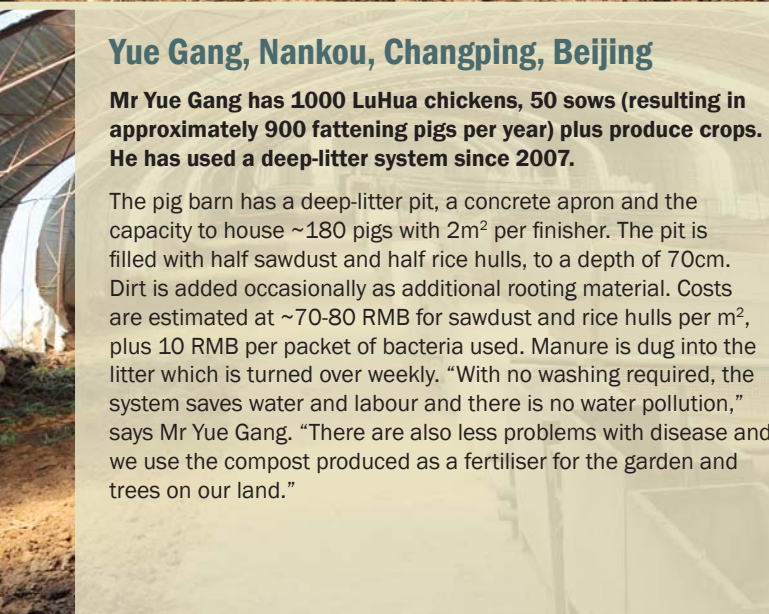 Yue Gang, Nankou, Changping, Beijing
Mr Yue Gang has 1000 LuHua chickens, 50 sows (resulting in
approximately 900 fattening pigs per year) plus produce crops.
He has used a deep-litter system since 2007.
The pig barn has a deep-litter pit, a concrete apron and the
capacity to house ~180 pigs with 2m² per finisher. The pit is
filled with half sawdust and half rice hulls, to a depth of 70cm.
Dirt is added occasionally as additional rooting material. Costs
are estimated at ~70-80 RMB for sawdust and rice hulls per m²,
plus 10 RMB per packet of bacteria used. Manure is dug into the
litter which is turned over weekly. “With no washing required, the
system saves water and labour and there is no water pollution,”
says Mr Yue Gang. “There are also less problems with disease and
we use the compost produced as a fertiliser for the garden and
trees on our land.”